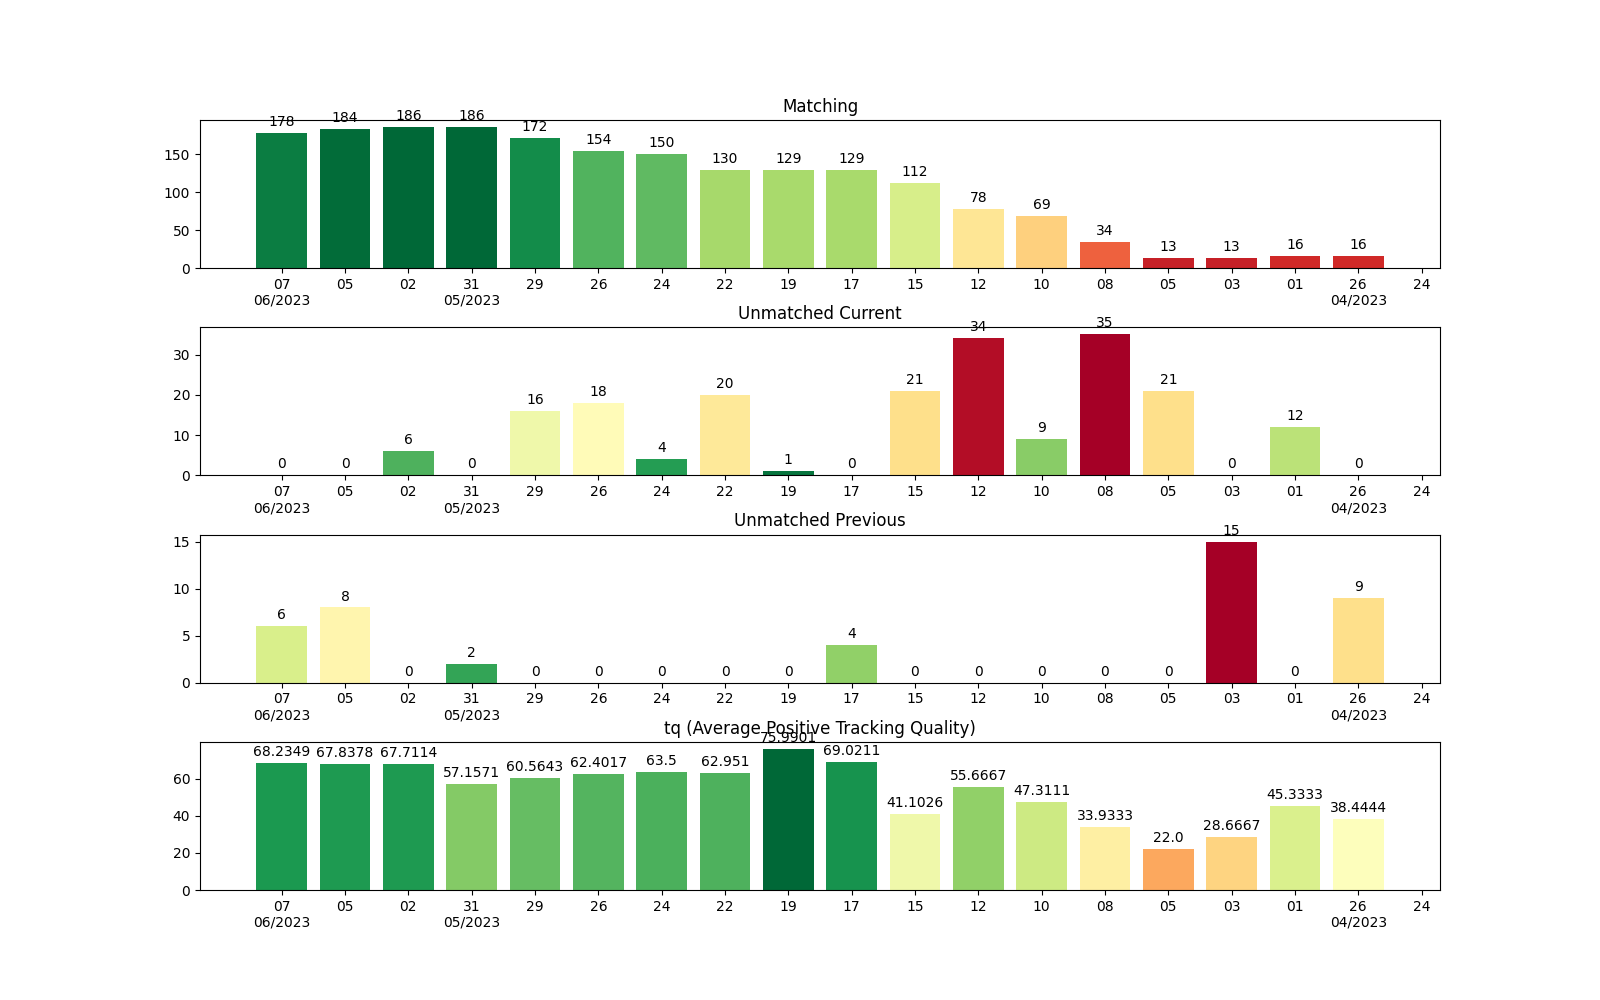 Matching
178 184 186 186 172 154 150 130 129 129 112 78 69 34 13 13 16 16
150
100
50
0
07 05 02 31 29 26 24 22 19 17 15 12 10 08 05 03 01 26 24
06/2023 05/2023 04/2023
Unmatched Current
0 0 6 0 16 18 4 20 1 0 21 34 9 35 21 0 12 0
30
20
10
0
07 05 02 31 29 26 24 22 19 17 15 12 10 08 05 03 01 26 24
06/2023 05/2023 04/2023
Unmatched Previous
6 8 0 2 0 0 0 0 0 4 0 0 0 0 0 15 0 9
15
10
5
0
07 05 02 31 29 26 24 22 19 17 15 12 10 08 05 03 01 26 24
06/2023 05/2023 04/2023
tq (Average Positive Tracking Quality)
68.2349 67.8378 67.7114 57.1571 60.5643 62.4017 63.5 62.951 75.9901 69.0211 41.1026 55.6667 47.3111 33.9333 22.0 28.6667 45.3333 38.4444
60
40
20
0
07 05 02 31 29 26 24 22 19 17 15 12 10 08 05 03 01 26 24
06/2023 05/2023 04/2023